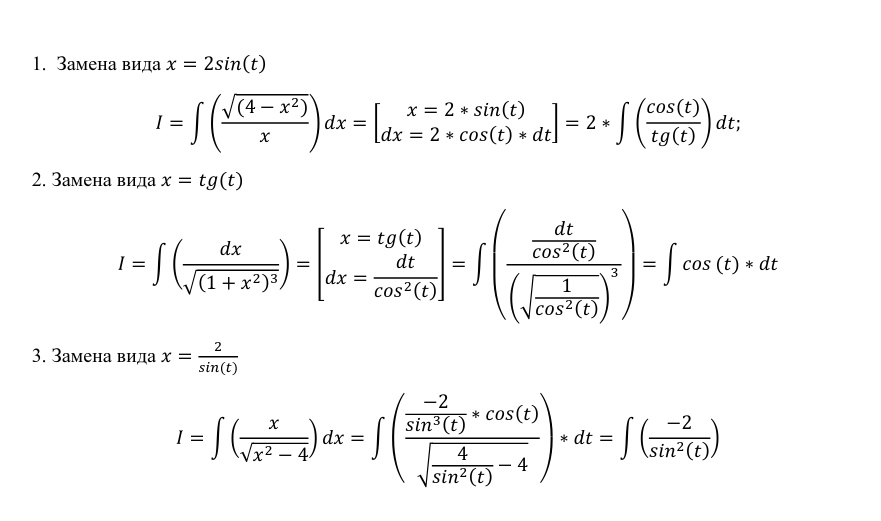 1. Замена вида x = 2sin(t)
I = ∫ (√((4 − x²)) / x) dx = [x = 2 ∗ sin(t); dx = 2 ∗ cos(t) ∗ dt] = 2 ∗ ∫ (cos(t) / tg(t)) dt;
2. Замена вида x = tg(t)
I = ∫ (dx / √((1 + x²)³)) = [x = tg(t); dx = dt / cos²(t)] = ∫ ((dt / cos²(t)) / (√(1 / cos²(t)))³) = ∫ cos (t) ∗ dt
3. Замена вида x = 2 / sin(t)
I = ∫ (x / √(x² − 4)) dx = ∫ ((−2 / sin³(t) ∗ cos(t)) / √(4 / sin²(t) − 4)) ∗ dt = ∫ (−2 / sin²(t))